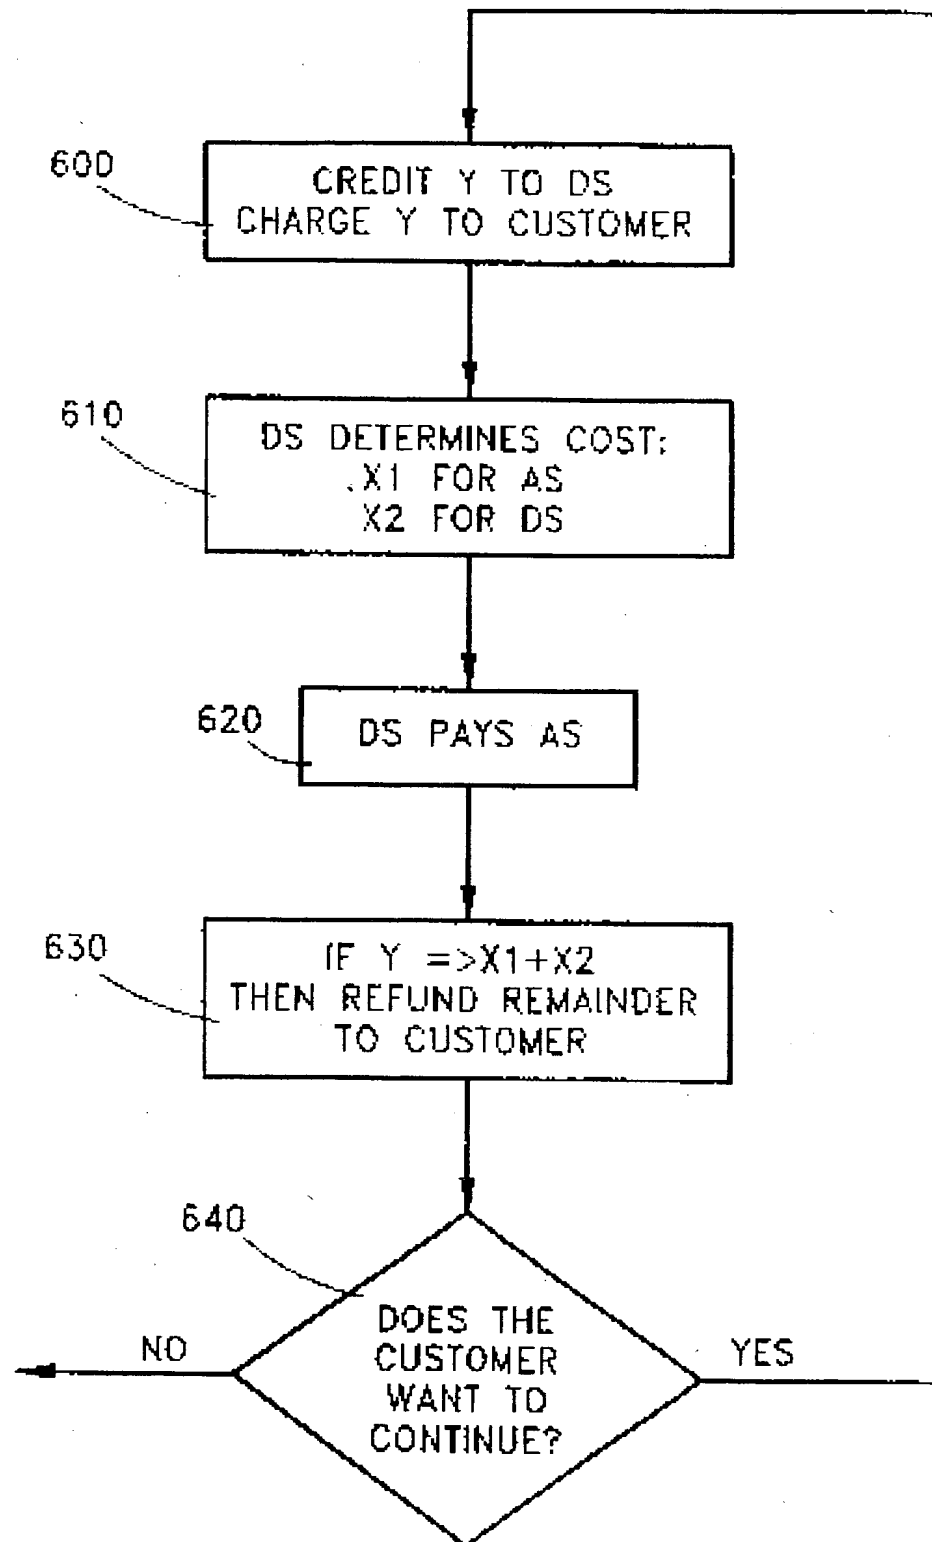 600
CREDIT Y TO DS
CHARGE Y TO CUSTOMER
610
DS DETERMINES COST:
X1 FOR AS
X2 FOR DS
620
DS PAYS AS
630
IF Y =>X1+X2
THEN REFUND REMAINDER
TO CUSTOMER
640
DOES THE
CUSTOMER
WANT TO
CONTINUE?
NO
YES